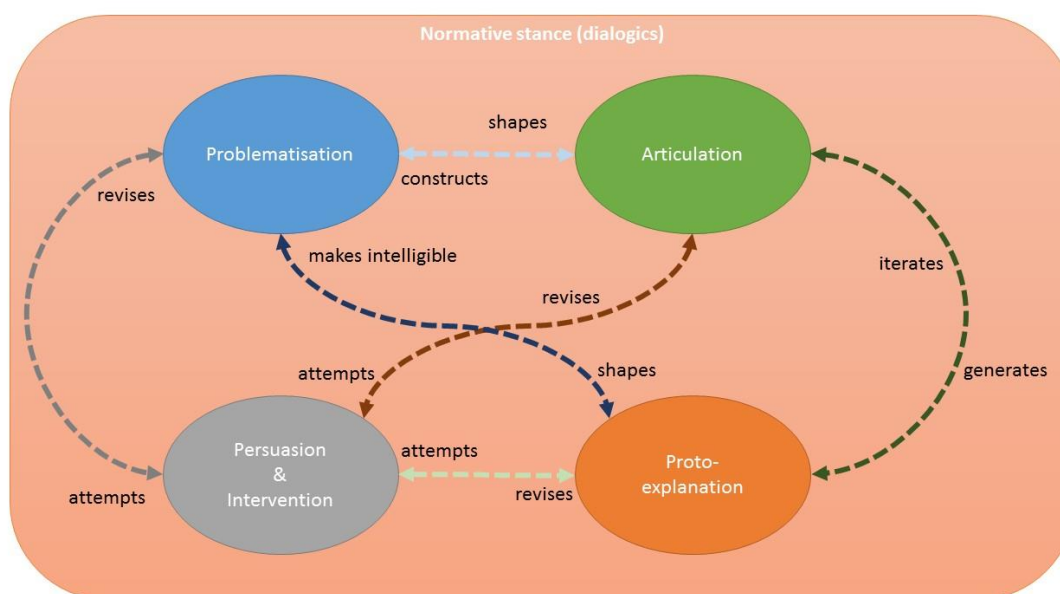 Normative stance (dialogics)
shapes
Problematisation
Articulation
constructs
revises
makes intelligible
iterates
revises
attempts
shapes
generates
Persuasion
&
Intervention
attempts
Proto-
explanation
revises
attempts